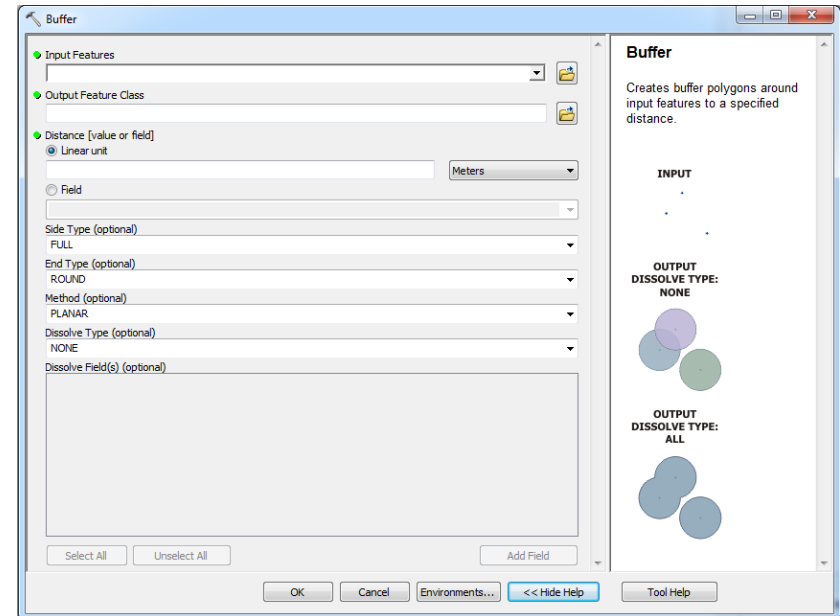 Buffer
Input Features
Output Feature Class
Distance [value or field]
Linear unit
Meters
Field
Side Type (optional)
FULL
End Type (optional)
ROUND
Method (optional)
PLANAR
Dissolve Type (optional)
NONE
Dissolve Field(s) (optional)
Select All
Unselect All
Add Field
OK
Cancel
Environments...
<< Hide Help
Tool Help
Buffer
Creates buffer polygons around
input features to a specified
distance.
INPUT
OUTPUT
DISSOLVE TYPE:
NONE
OUTPUT
DISSOLVE TYPE:
ALL